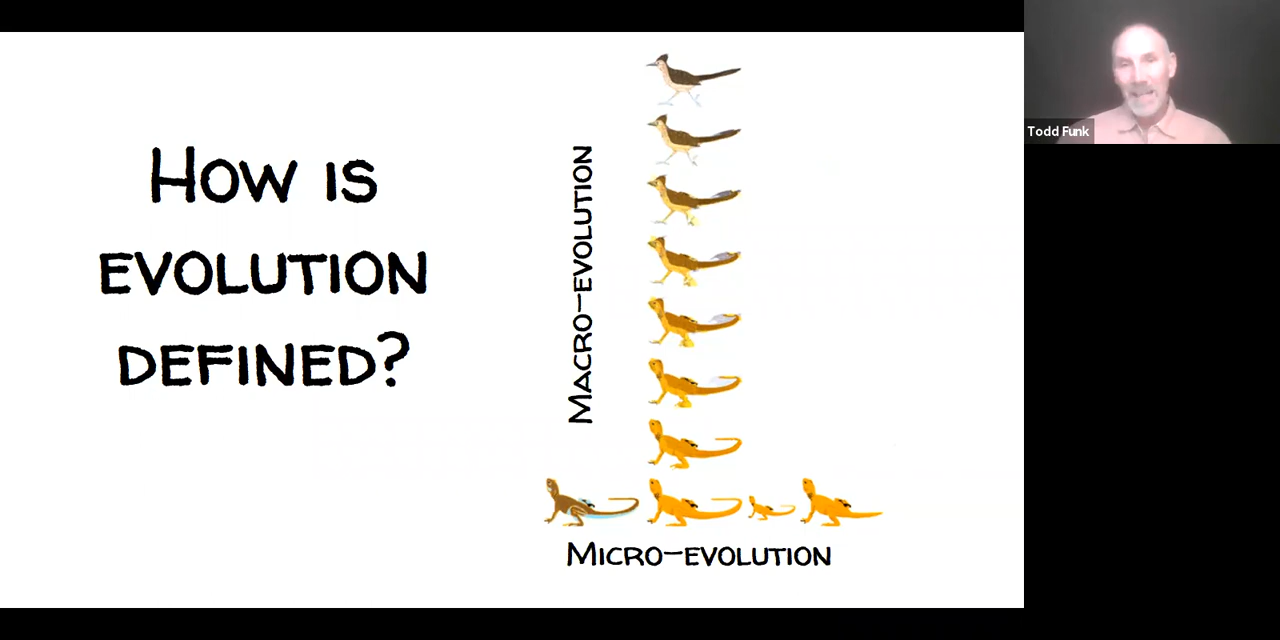 How is
evolution
defined?
Macro-evolution
Micro-evolution
Todd Funk